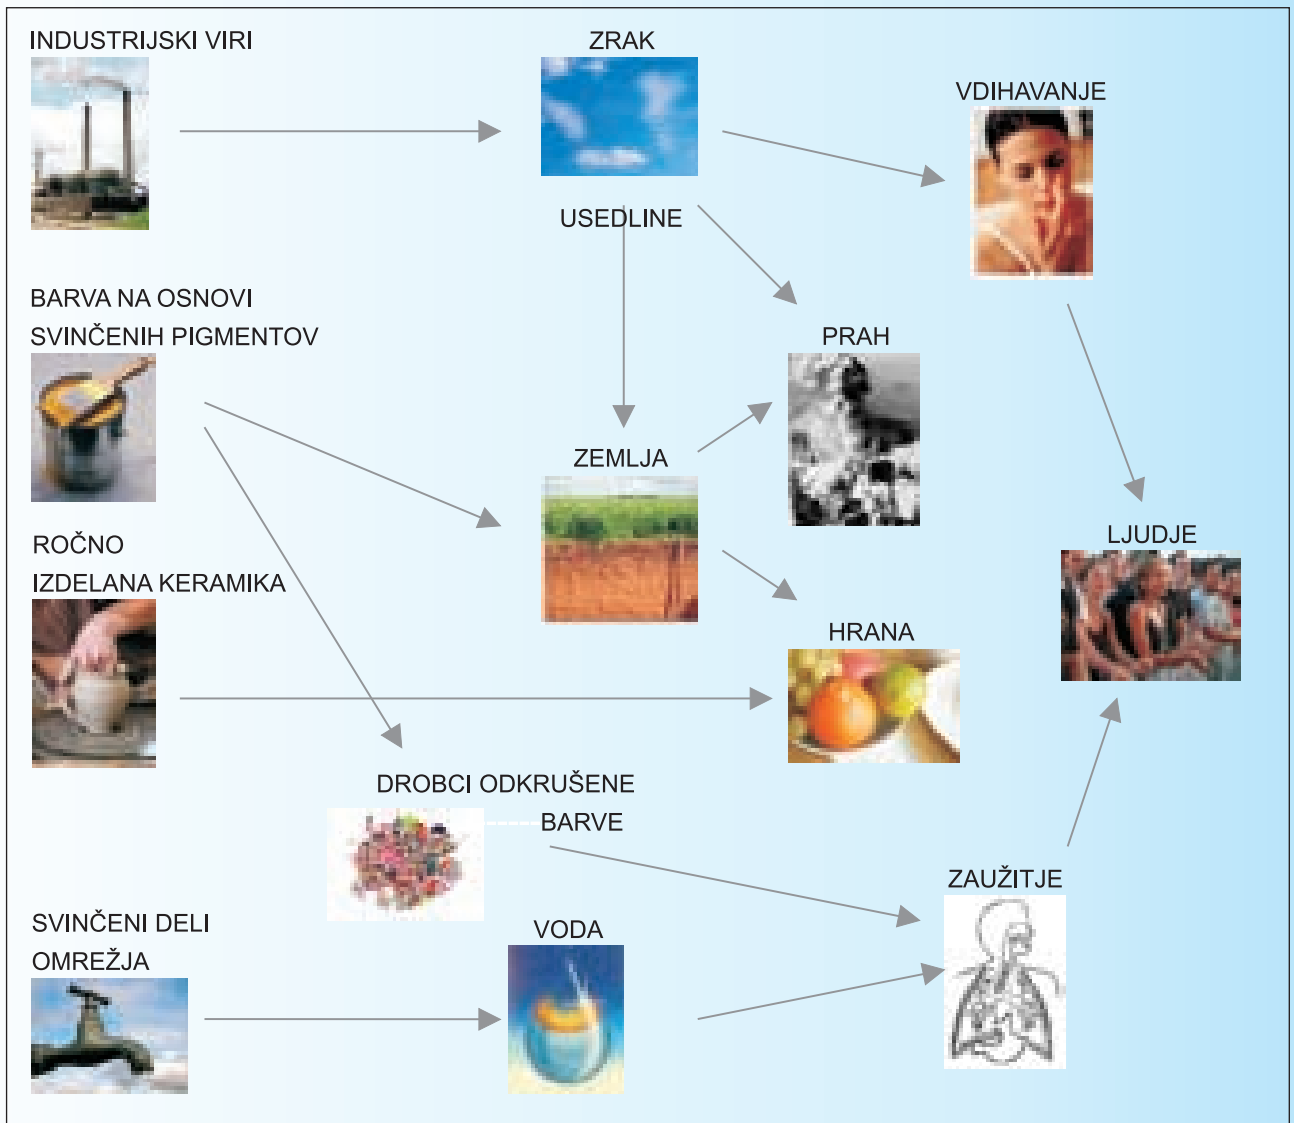 INDUSTRIJSKI VIRI
ZRAK
VDIHAVANJE
USEDLINE
BARVA NA OSNOVI
SVINČENIH PIGMENTOV
PRAH
ZEMLJA
ROČNO
IZDELANA KERAMIKA
LJUDJE
HRANA
DROBCI ODKRUŠENE
BARVE
ZAUŽITJE
SVINČENI DELI
OMREŽJA
VODA